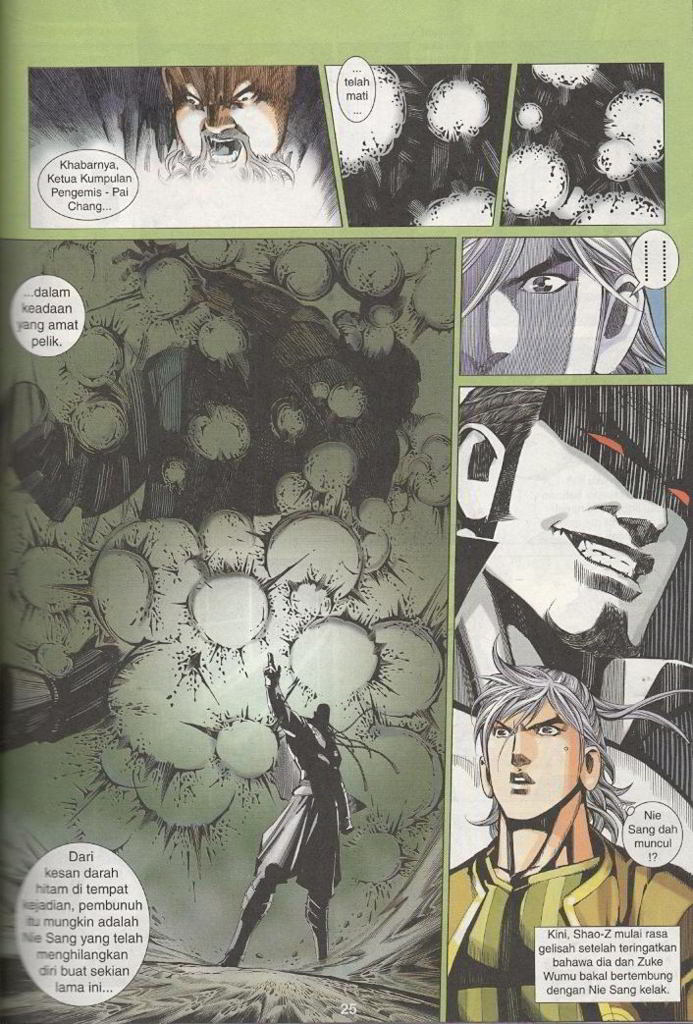 Khabarnya,
Ketua Kumpulan
Pengemis - Pai
Chang...
...
telah
mati
...
...dalam
keadaan
yang amat
pelik.
!!!!
Dari
kesan darah
hitam di tempat
kejadian, pembunuh
itu mungkin adalah
Nie Sang yang telah
menghilangkan
diri buat sekian
lama ini...
Nie
Sang dah
muncul
!?
Kini, Shao-Z mulai rasa
gelisah setelah teringatkan
bahawa dia dan Zuke
Wumu bakal bertembung
dengan Nie Sang kelak.
25